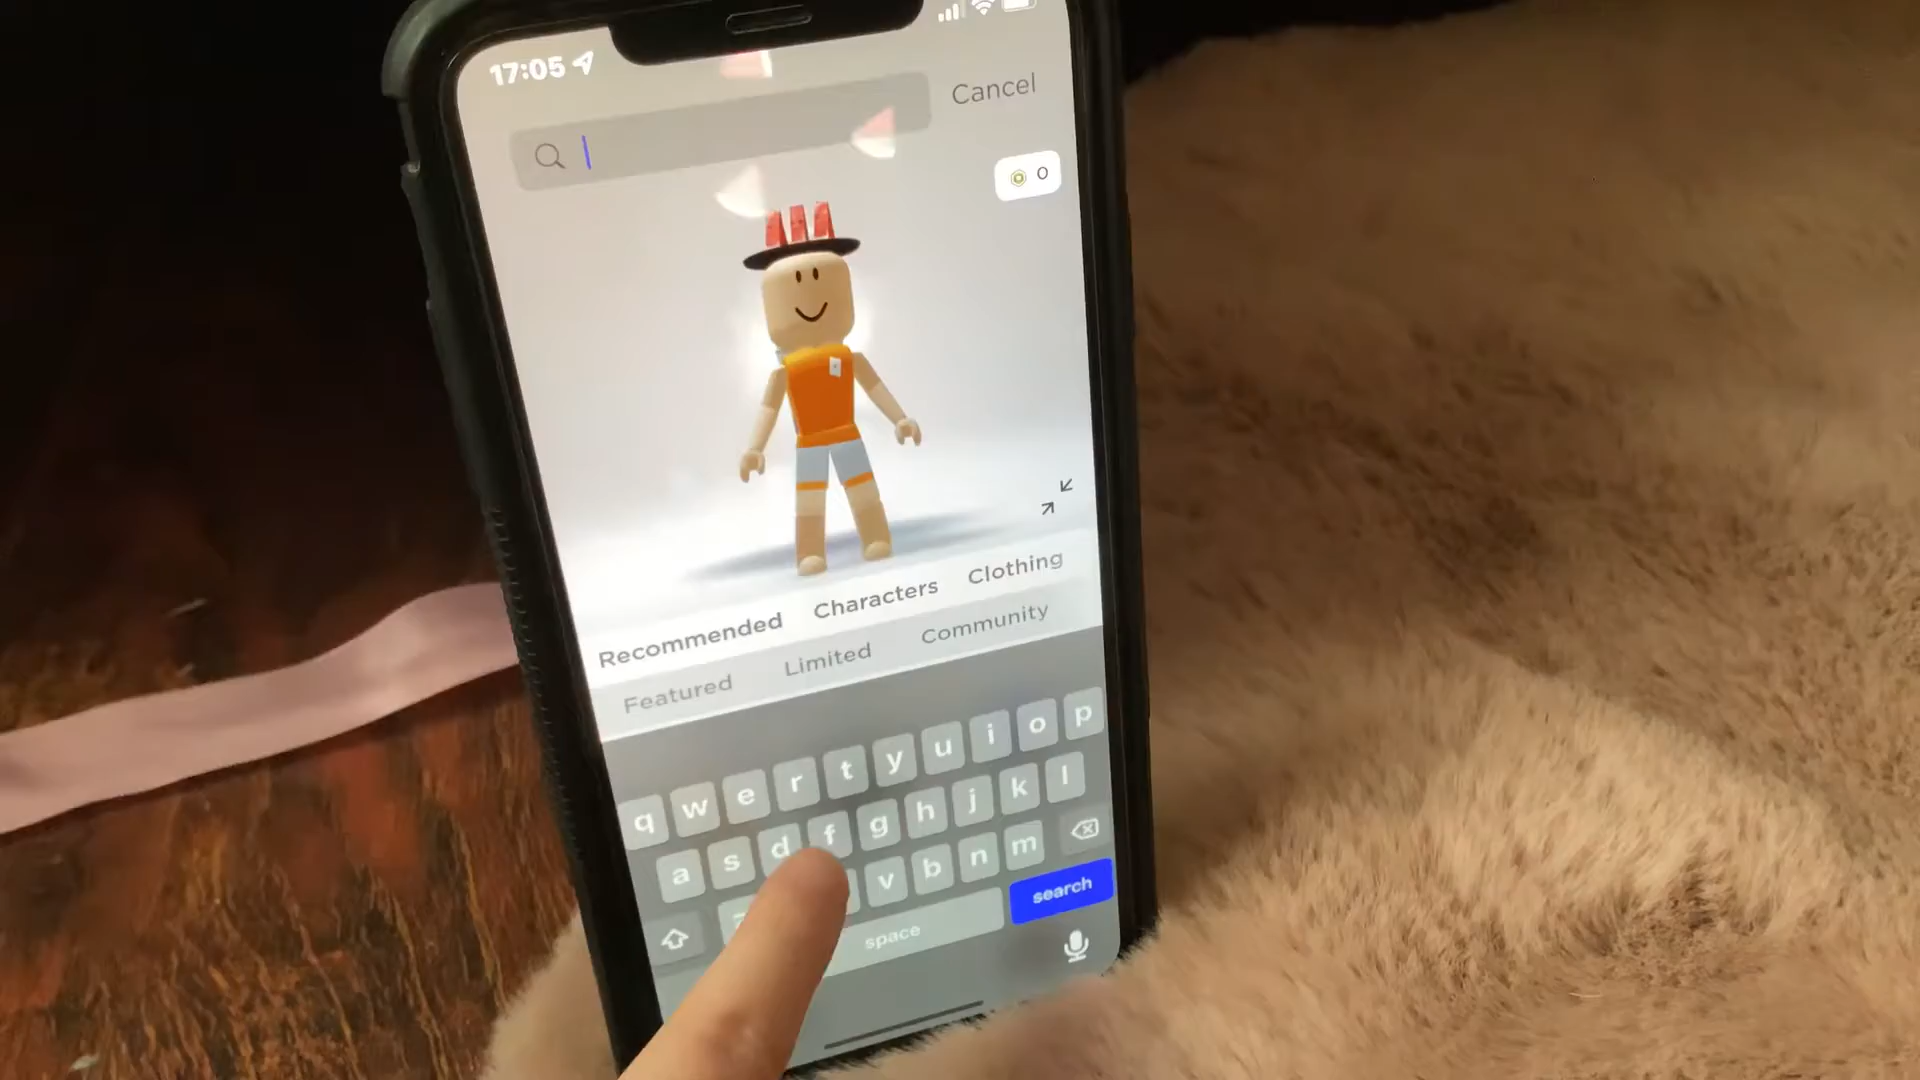 17:05
Cancel
0
Recommended Characters Clothing
Featured Limited Community
q w e r t y u i o p
a s d f g h j k l
v b n m
space search